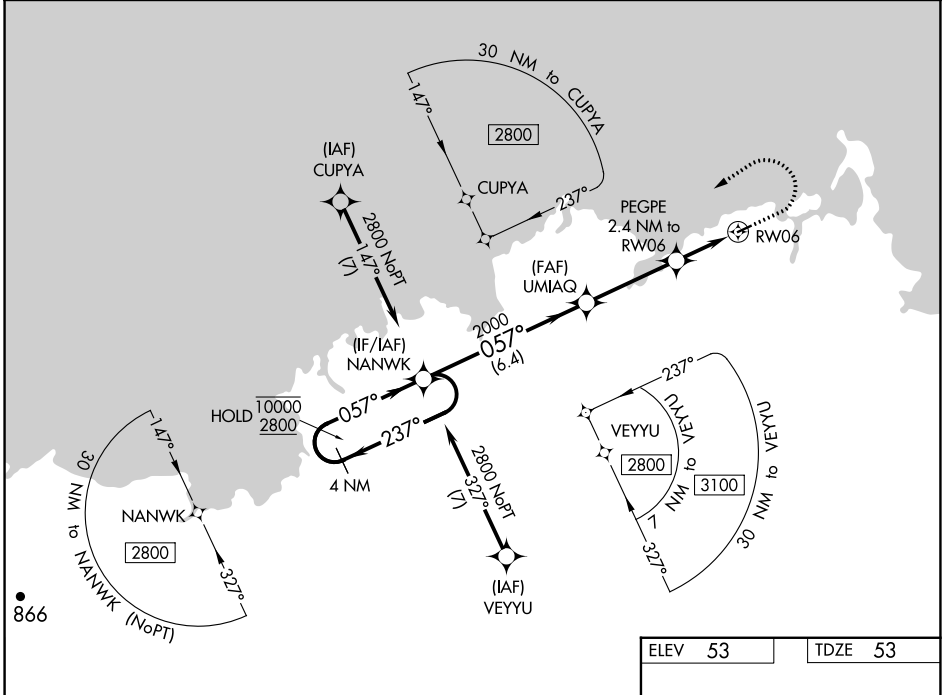 30 NM to CUPYA
147°
2800
CUPYA
237°
(IAF)
CUPYA
2800 NoPT
147°
(7)
PEGPE
2.4 NM to
RW06
RW06
(FAF)
UMIAQ
2000
057°
(6.4)
(IF/IAF)
NANWK
HOLD
10000
2800
057°
237°
4 NM
2800 NoPT
327°
(7)
(IAF)
VEYYU
237°
VEYYU
2800
7 NM to VEYYU
3100
30 NM to VEYYU
327°
147°
NANWK
2800
327°
30 NM to NANWK (NoPT)
866
ELEV 53
TDZE 53